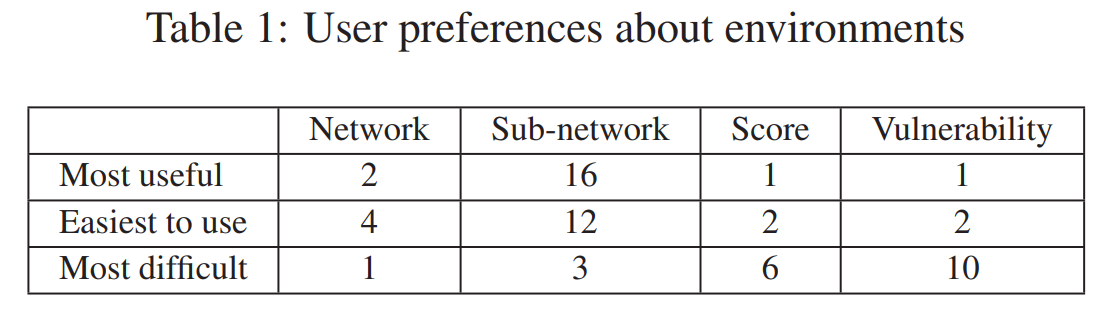 Table 1: User preferences about environments
Network Sub-network Score Vulnerability
Most useful 2 16 1 1
Easiest to use 4 12 2 2
Most difficult 1 3 6 10